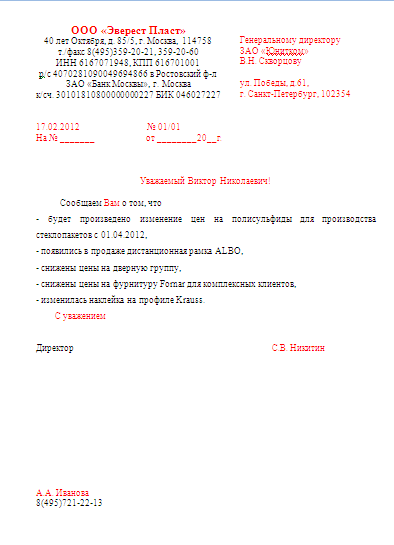 ООО «Эверест Пласт»
40 лет Октября, д. 85/5, г. Москва, 114758
т. факс 8(495)359-20-21, 359-20-60
ИНН 6167071948, КПП 616701001
р/с 4070281090049694866 в Ростовский ф-л
ЗАО «Банк Москвы», г. Москва
к/сч. 30101810800000000227 БИК 046027227
Генеральному директору
ЗАО «Юнитком»
В.Н. Скворцову
ул. Победы, д.61,
г. Санкт-Петербург, 102354
17.02.2012 № 01/01
На № _______ от ________20__г.
Уважаемый Виктор Николаевич!
Сообщаем Вам о том, что
- будет произведено изменение цен на полисульфиды для производства
стеклопакетов с 01.04.2012,
- появились в продаже дистанционная рамка ALBO,
- снижены цены на дверную группу,
- снижены цены на фурнитуру Fornar для комплексных клиентов,
- изменилась наклейка на профиле Krauss.
С уважением
Директор С.В. Никитин
А.А. Иванова
8(495)721-22-13